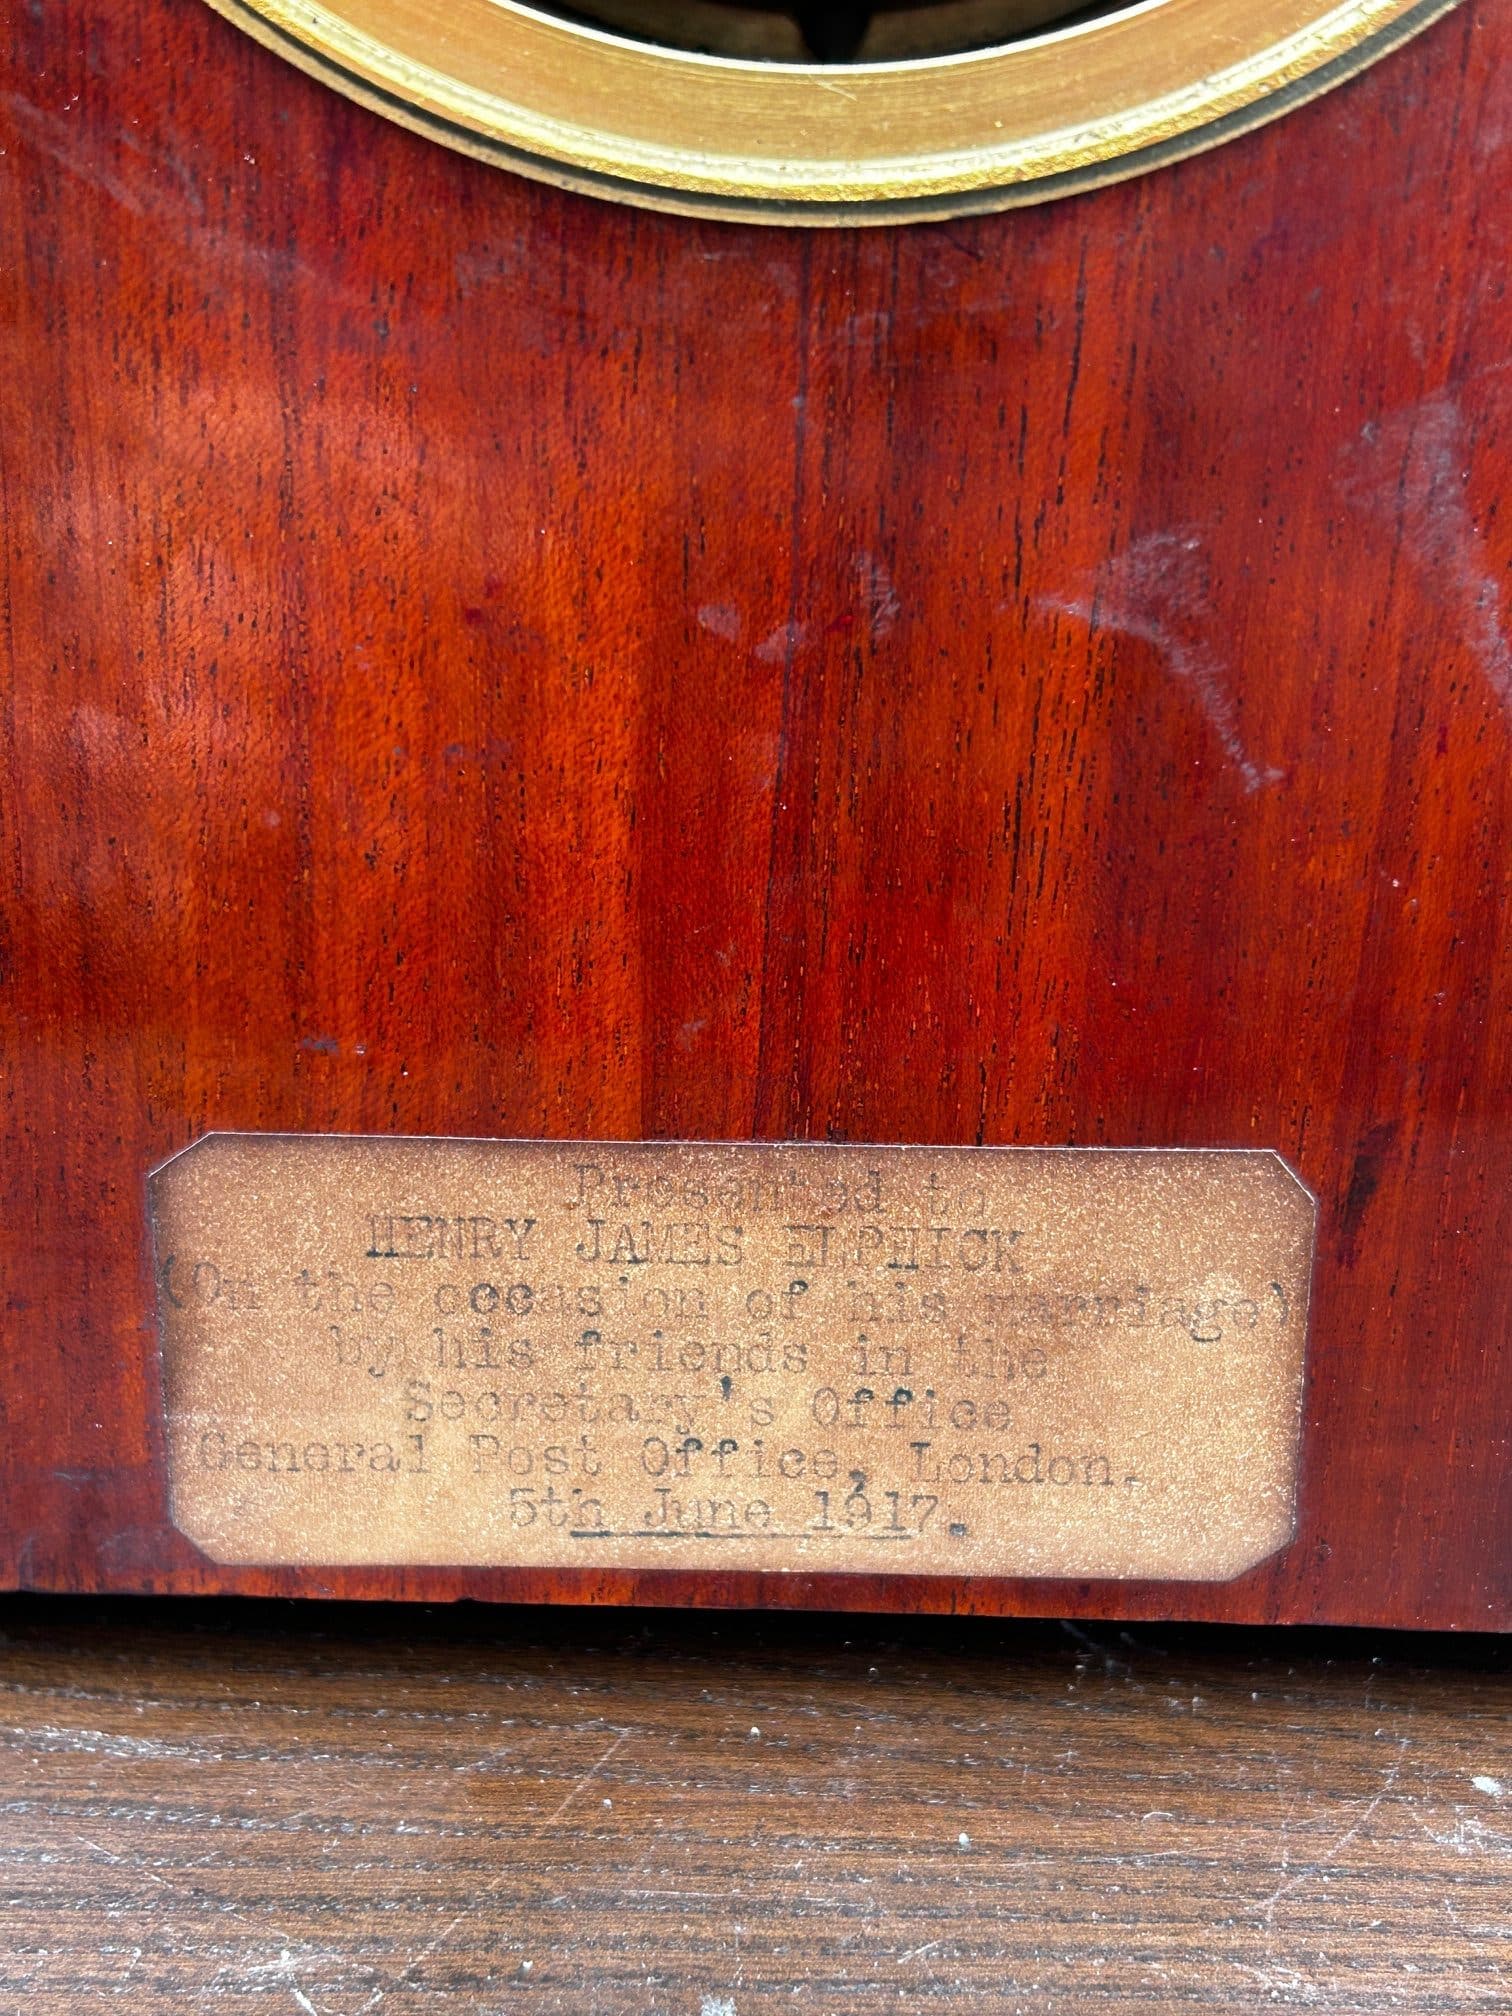 Presented to
HENRY JAMES ELPHICK
(On the occasion of his marriage)
by his friends in the
Secretary's Office
General Post Office, London.
5th June 1917.